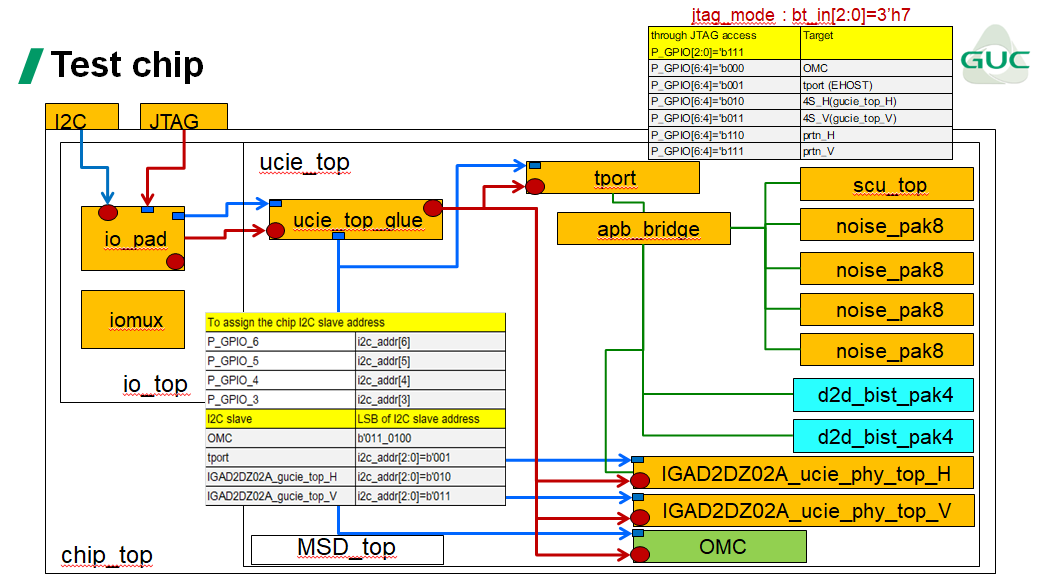 jtag_mode : bt_in[2:0]=3'h7
Test chip
through JTAG access Target
P_GPIO[2:0]='b111
P_GPIO[6:4]='b000 OMC
P_GPIO[6:4]='b001 tport (EHOST)
P_GPIO[6:4]='b010 4S_H(gucie_top_H)
P_GPIO[6:4]='b011 4S_V(gucie_top_V)
P_GPIO[6:4]='b110 prtn_H
P_GPIO[6:4]='b111 prtn_V
GUC
I2C
JTAG
ucie_top
tport
scu_top
io_pad
ucie_top_glue
apb_bridge
noise_pak8
noise_pak8
noise_pak8
noise_pak8
iomux
io_top
To assign the chip I2C slave address
P_GPIO_6 i2c_addr[6]
P_GPIO_5 i2c_addr[5]
P_GPIO_4 i2c_addr[4]
P_GPIO_3 i2c_addr[3]
I2C slave LSB of I2C slave address
OMC b'011_0100
tport i2c_addr[2:0]=b'001
IGAD2DZ02A_gucie_top_H i2c_addr[2:0]=b'010
IGAD2DZ02A_gucie_top_V i2c_addr[2:0]=b'011
d2d_bist_pak4
d2d_bist_pak4
IGAD2DZ02A_ucie_phy_top_H
IGAD2DZ02A_ucie_phy_top_V
OMC
MSD_top
chip_top